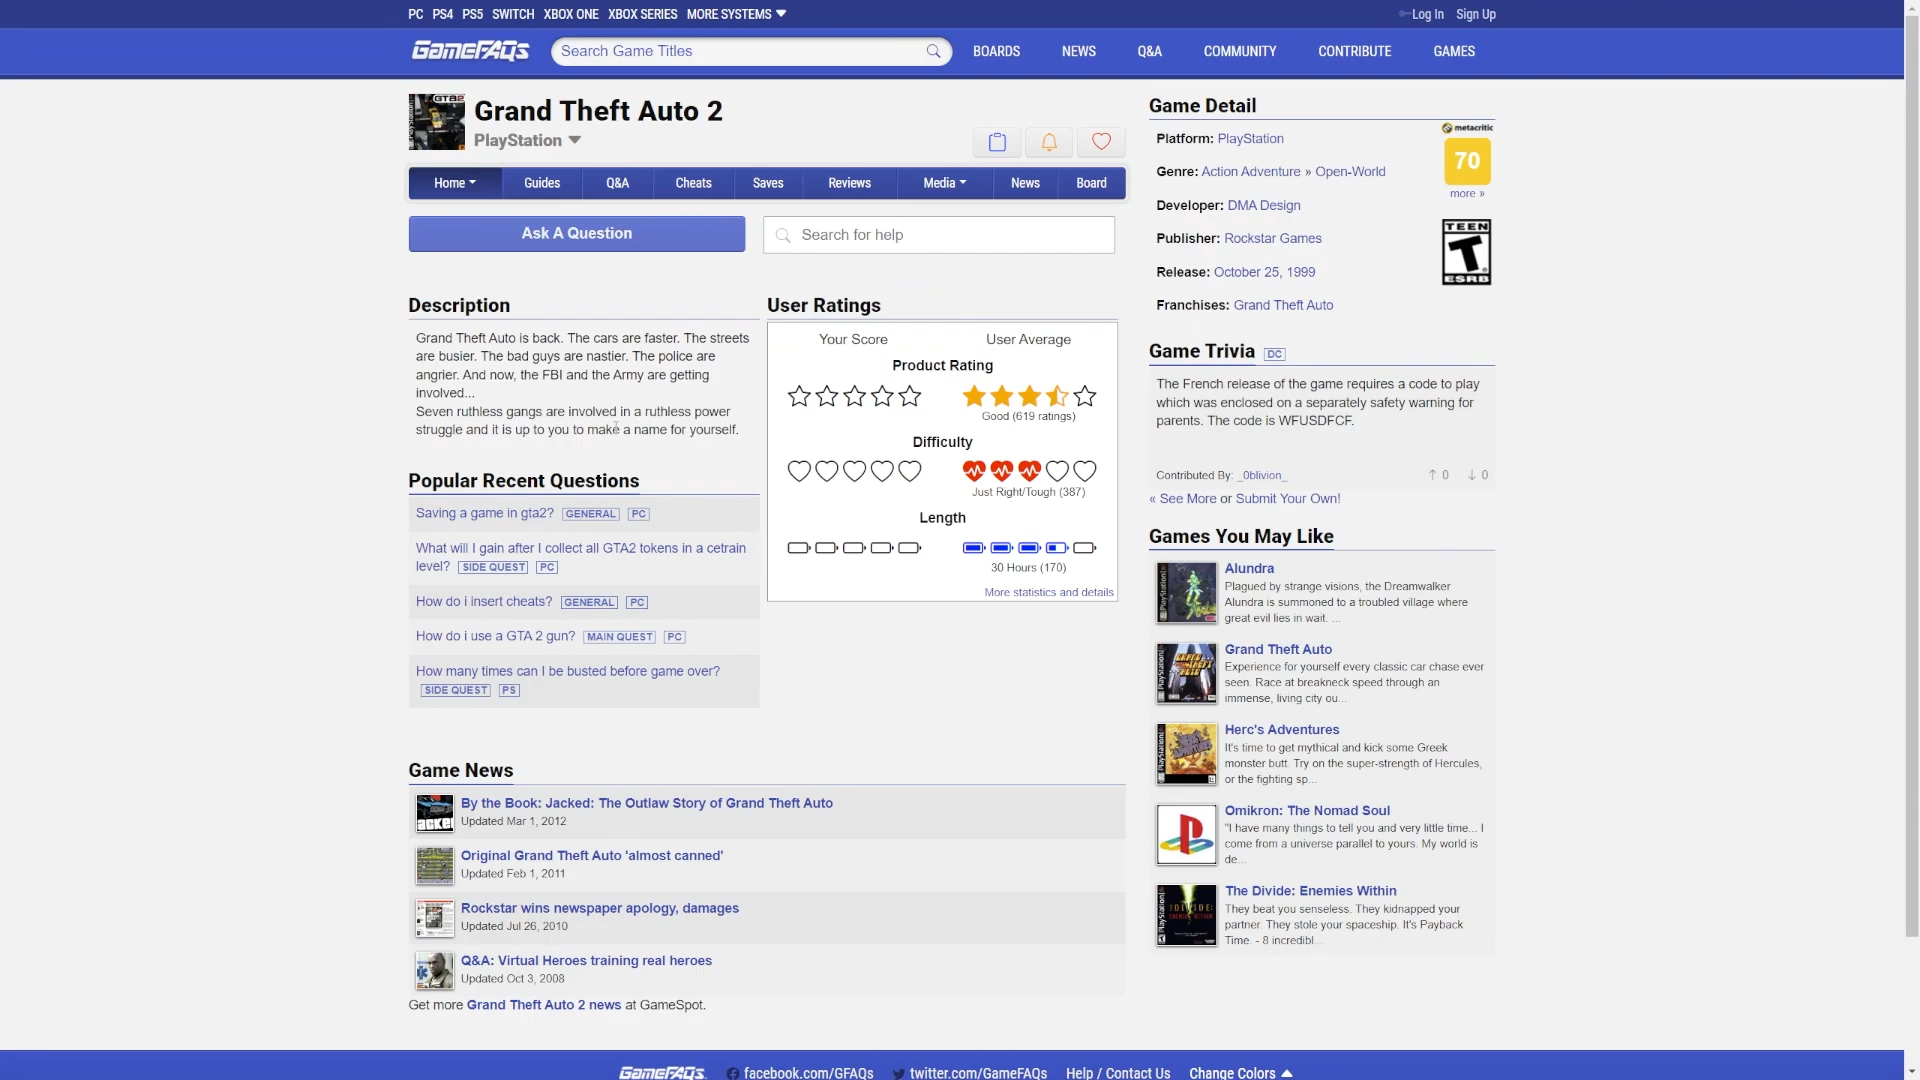 PC PS4 PS5 SWITCH XBOX ONE XBOX SERIES MORE SYSTEMS
Log In Sign Up
GameFAQs
Search Game Titles
BOARDS NEWS Q&A COMMUNITY CONTRIBUTE GAMES
Grand Theft Auto 2
PlayStation
Home Guides Q&A Cheats Saves Reviews Media News Board
Ask A Question
Search for help
Description
Grand Theft Auto is back. The cars are faster. The streets
are busier. The bad guys are nastier. The police are
angrier. And now, the FBI and the Army are getting
involved...
Seven ruthless gangs are involved in a ruthless power
struggle and it is up to you to make a name for yourself.
Popular Recent Questions
Saving a game in gta2? GENERAL PC
What will I gain after I collect all GTA2 tokens in a cetrain
level? SIDE QUEST PC
How do i insert cheats? GENERAL PC
How do i use a GTA 2 gun? MAIN QUEST PC
How many times can I be busted before game over?
SIDE QUEST PS
User Ratings
Your Score User Average
Product Rating
Good (619 ratings)
Difficulty
Just Right/Tough (387)
Length
30 Hours (170)
More statistics and details
Game News
By the Book: Jacked: The Outlaw Story of Grand Theft Auto
Updated Mar 1, 2012
Original Grand Theft Auto 'almost canned'
Updated Feb 1, 2011
Rockstar wins newspaper apology, damages
Updated Jul 26, 2010
Q&A: Virtual Heroes training real heroes
Updated Oct 3, 2008
Get more Grand Theft Auto 2 news at GameSpot.
Game Detail
Platform: PlayStation
Genre: Action Adventure » Open-World
Developer: DMA Design
Publisher: Rockstar Games
Release: October 25, 1999
Franchises: Grand Theft Auto
metacritic
70
more »
TEEN
T
ESRB
Game Trivia DC
The French release of the game requires a code to play
which was enclosed on a separately safety warning for
parents. The code is WFUSDFCF.
Contributed By: _0blivion_ ↑ 0 ↓ 0
« See More or Submit Your Own!
Games You May Like
Alundra
Plagued by strange visions, the Dreamwalker
Alundra is summoned to a troubled village where
great evil lies in wait. ...
Grand Theft Auto
Experience for yourself every classic car chase ever
seen. Race at breakneck speed through an
immense, living city ou...
Herc's Adventures
It's time to get mythical and kick some Greek
monster butt. Try on the super-strength of Hercules,
or the fighting sp...
Omikron: The Nomad Soul
"I have many things to tell you and very little time... I
come from a universe parallel to yours. My world is
de...
The Divide: Enemies Within
They beat you senseless. They kidnapped your
partner. They stole your spaceship. It's Payback
Time. - 8 incredibl...
GameFAQs facebook.com/GFAQs twitter.com/GameFAQs Help / Contact Us Change Colors